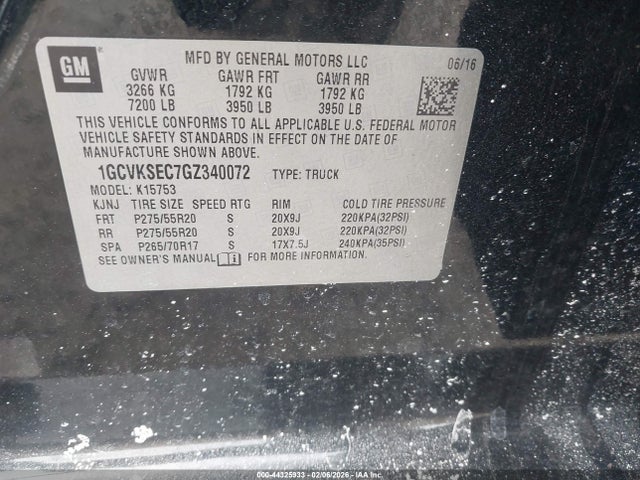 GM
MFD BY GENERAL MOTORS LLC
06/16
GVWR GAWR FRT GAWR RR
3266 KG 1792 KG 1792 KG
7200 LB 3950 LB 3950 LB
THIS VEHICLE CONFORMS TO ALL APPLICABLE U.S. FEDERAL MOTOR
VEHICLE SAFETY STANDARDS IN EFFECT ON THE DATE OF
MANUFACTURE SHOWN ABOVE.
1GCVKSEC7GZ340072 TYPE: TRUCK
MODEL: K15753
KJNJ TIRE SIZE SPEED RTG RIM COLD TIRE PRESSURE
FRT P275/55R20 S 20X9J 220KPA(32PSI)
RR P275/55R20 S 20X9J 220KPA(32PSI)
SPA P265/70R17 S 17X7.5J 240KPA(35PSI)
SEE OWNER'S MANUAL FOR MORE INFORMATION.
000-44325933 - 02/06/2026 - Copart IAA